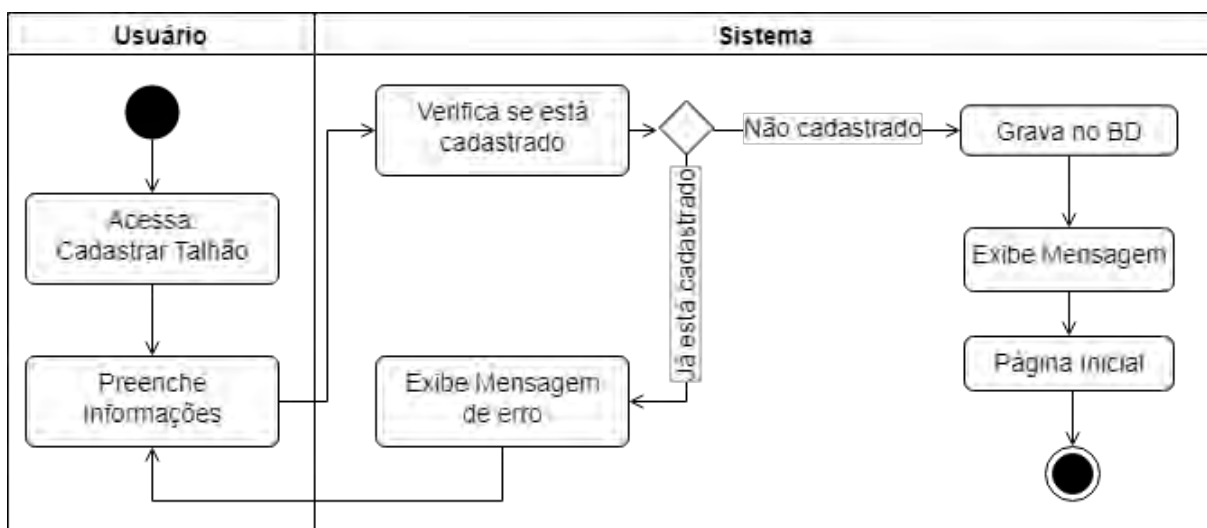 Usuário
Sistema
Acessa:
Cadastrar Talhão
Preenche
Informações
Verifica se está
cadastrado
Não cadastrado
Já está cadastrado
Exibe Mensagem
de erro
Grava no BD
Exibe Mensagem
Página Inicial